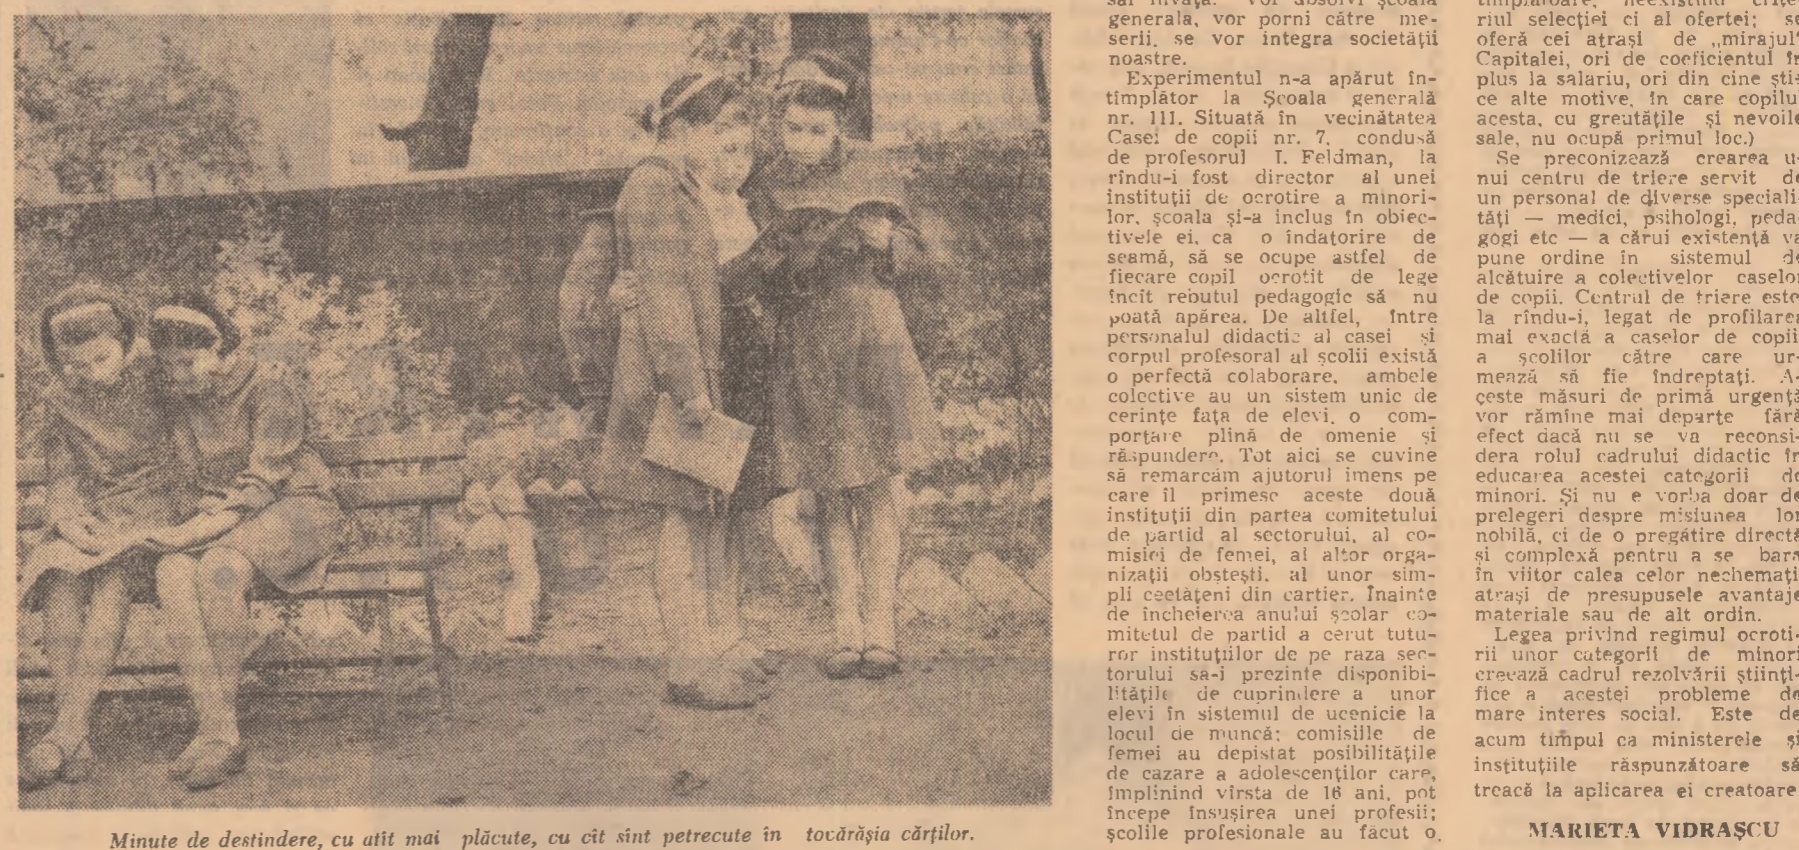 Minute de destindere, cu atît mai plăcute, cu cît sînt petrecute în tovărășia cărților.
generala, vor porni către me-
serii, se vor integra societății
noastre.
Experimentul n-a apărut în-
tîmplător la Școala generală
nr. 111. Situată în vecinătatea
Casei de copii nr. 7, condusă
de profesorul I. Feldman, la
rîndu-i fost director al unei
instituții de ocrotire a minori-
lor, școala și-a inclus în obiec-
tivele ei, ca o îndatorire de
seamă, să se ocupe astfel de
fiecare copil ocrotit de lege
încît rebutul pedagogic să nu
poată apărea. De altfel, între
personalul didactic al casei și
corpul profesoral al școlii există
o perfectă colaborare, ambele
colective au un sistem unic de
cerințe față de elevi, o com-
portare plină de omenie și
răspundere. Tot aici se cuvine
să remarcăm ajutorul imens pe
care îl primesc aceste două
instituții din partea comitetului
de partid al sectorului, al co-
misiei de femei, al altor orga-
nizații obștești, al unor sim-
pli cetățeni din cartier. Înainte
de încheierea anului școlar co-
mitetul de partid a cerut tutu-
ror instituțiilor de pe raza sec-
torului să-i prezinte disponibi-
litățile de cuprindere a unor
elevi în sistemul de ucenicie la
locul de muncă; comisiile de
femei au depistat posibilitățile
de cazare a adolescenților care,
împlinind vîrsta de 16 ani, pot
începe însușirea unei profesii;
școlile profesionale au făcut o
riul selecției ci al ofertei; se
oferă cei atrași de „mirajul"
Capitalei, ori de coeficientul în
plus la salariu, ori din cine ști-
ce alte motive, în care copilul
acesta, cu greutățile și nevoile
sale, nu ocupă primul loc.)
Se preconizează crearea u-
nui centru de triere servit de
un personal de diverse speciali-
tăți — medici, psihologi, peda-
gogi etc — a cărui existență va
pune ordine în sistemul de
alcătuire a colectivelor caselor
de copii. Centrul de triere este
la rîndu-i, legat de profilarea
mai exactă a caselor de copii
a școlilor către care ur-
mează să fie îndreptați. A-
ceste măsuri de primă urgență
vor rămîne mai departe fără
efect dacă nu se va reconsi-
dera rolul cadrului didactic în
educarea acestei categorii de
minori. Și nu e vorba doar de
prelegeri despre misiunea lor
nobilă, ci de o pregătire directă
și complexă pentru a se bara
în viitor calea celor nechemați
atrași de presupusele avantaje
materiale sau de alt ordin.
Legea privind regimul ocroti-
rii unor categorii de minori
creează cadrul rezolvării științi-
fice a acestei probleme de
mare interes social. Este de
acum timpul ca ministerele și
instituțiile răspunzătoare să
treacă la aplicarea ei creatoare
MARIETA VIDRAȘCU